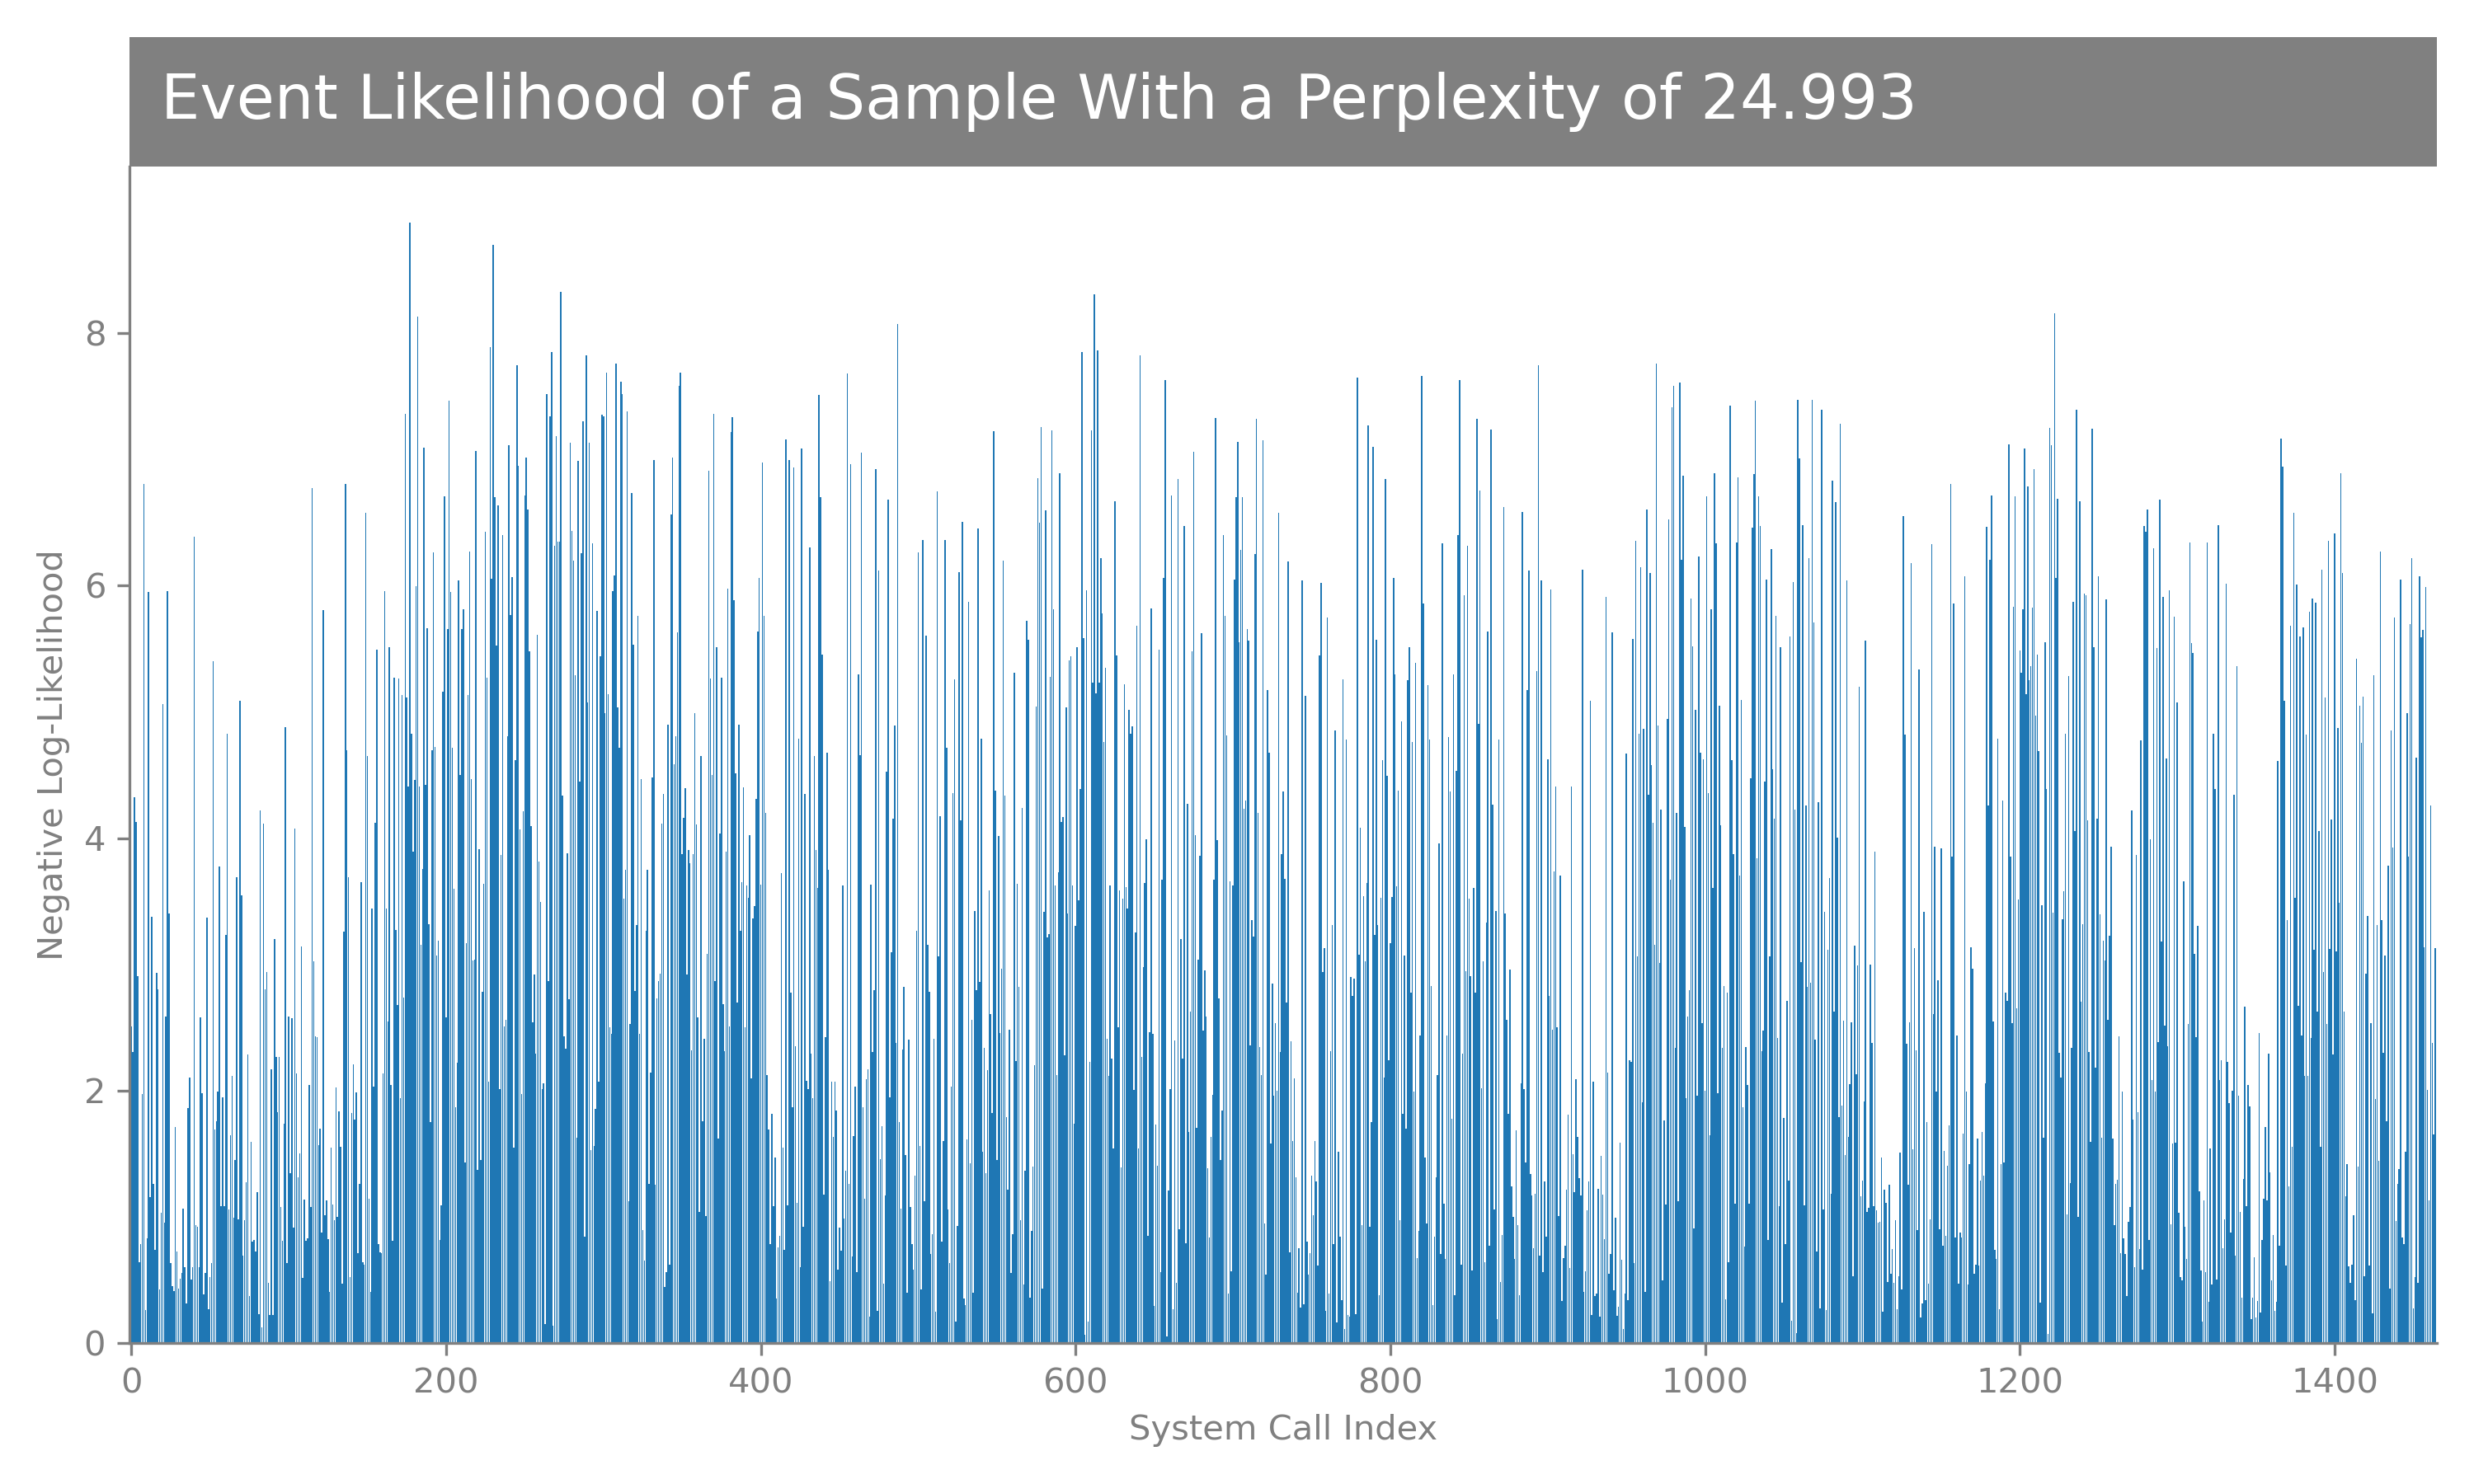 Event Likelihood of a Sample With a Perplexity of 24.993
Negative Log-Likelihood
8
6
4
2
0
0 200 400 600 800 1000 1200 1400
System Call Index